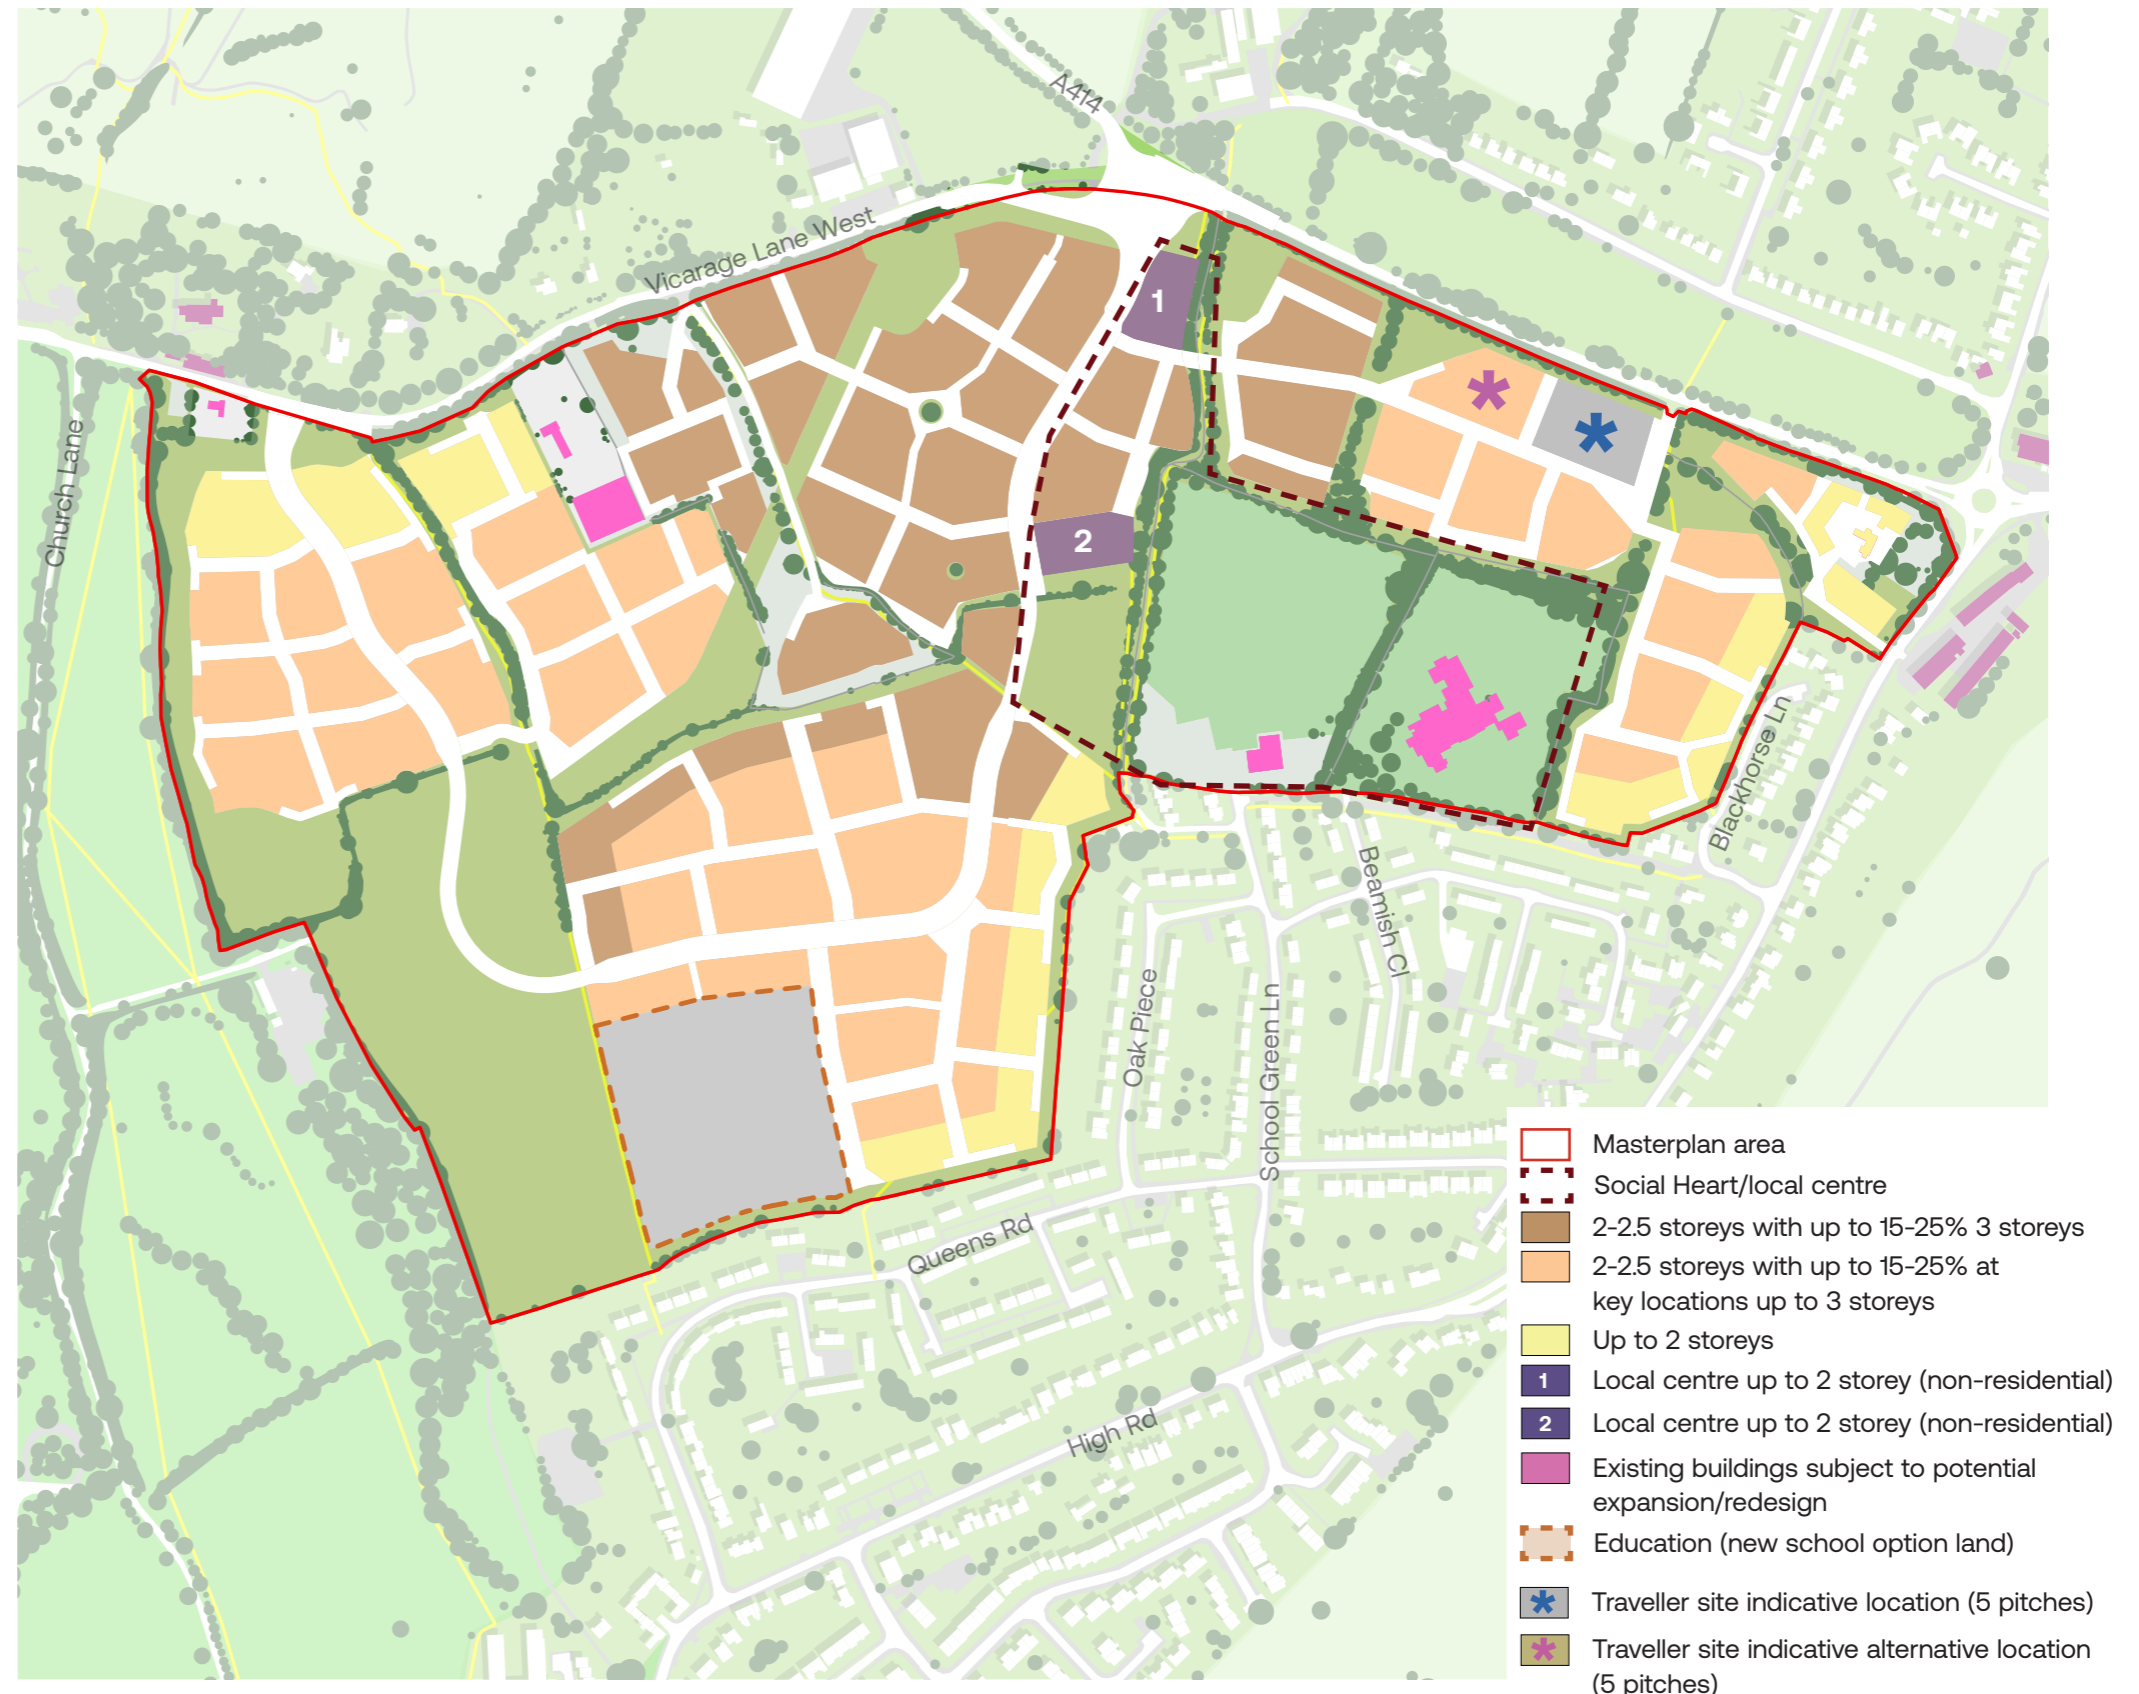 A414
Vicarage Lane West
1
Church Lane
*
*
2
Blackhorse Ln
Beamish Cl
Oak Piece
School Green Ln
Queens Rd
High Rd
Masterplan area
Social Heart/local centre
2-2.5 storeys with up to 15-25% 3 storeys
2-2.5 storeys with up to 15-25% at
key locations up to 3 storeys
Up to 2 storeys
1 Local centre up to 2 storey (non-residential)
2 Local centre up to 2 storey (non-residential)
Existing buildings subject to potential
expansion/redesign
Education (new school option land)
* Traveller site indicative location (5 pitches)
* Traveller site indicative alternative location
(5 pitches)